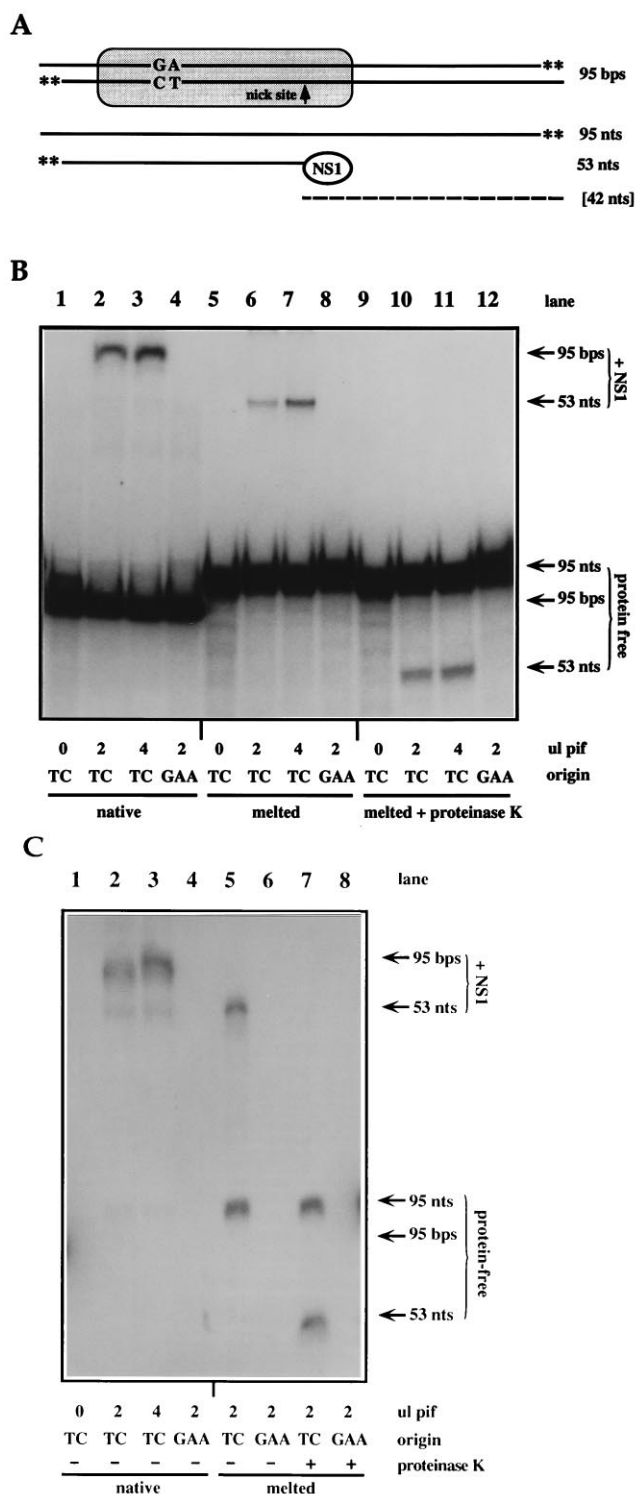 A
G A
** 95 bps
** C T
nick site
** 95 nts
** NS1 53 nts
[42 nts]
B
1 2 3 4 5 6 7 8 9 10 11 12 lane
95 bps
53 nts
+ NS1
95 nts
95 bps
53 nts
protein free
0 2 4 2 0 2 4 2 0 2 4 2 ul pif
TC TC TC GAA TC TC TC GAA TC TC TC GAA origin
native melted melted + proteinase K
C
1 2 3 4 5 6 7 8 lane
95 bps
53 nts
+ NS1
95 nts
95 bps
53 nts
protein-free
0 2 4 2 2 2 2 2 ul pif
TC TC TC GAA TC GAA TC GAA origin
– – – – – – + + proteinase K
native melted